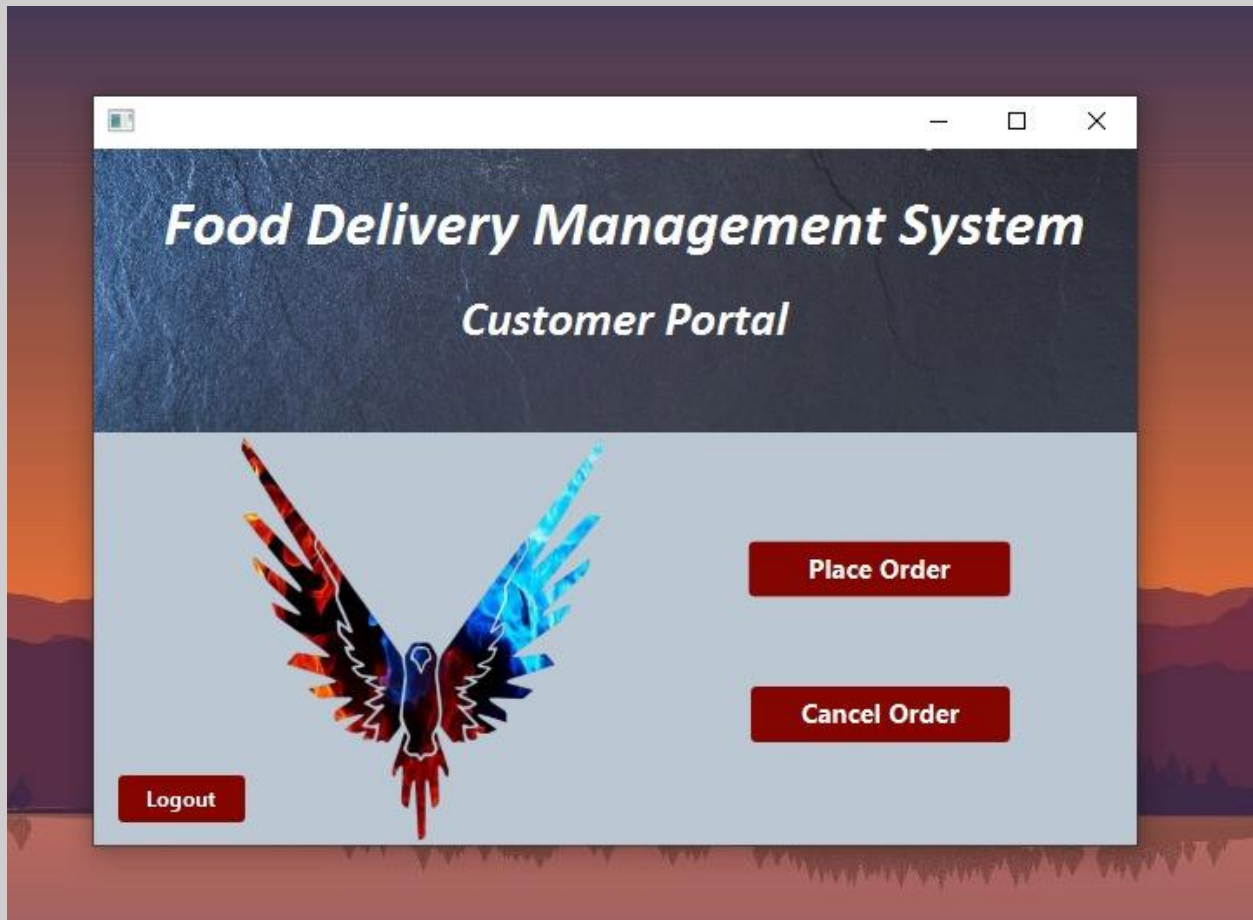 Food Delivery Management System
Customer Portal
Place Order
Cancel Order
Logout